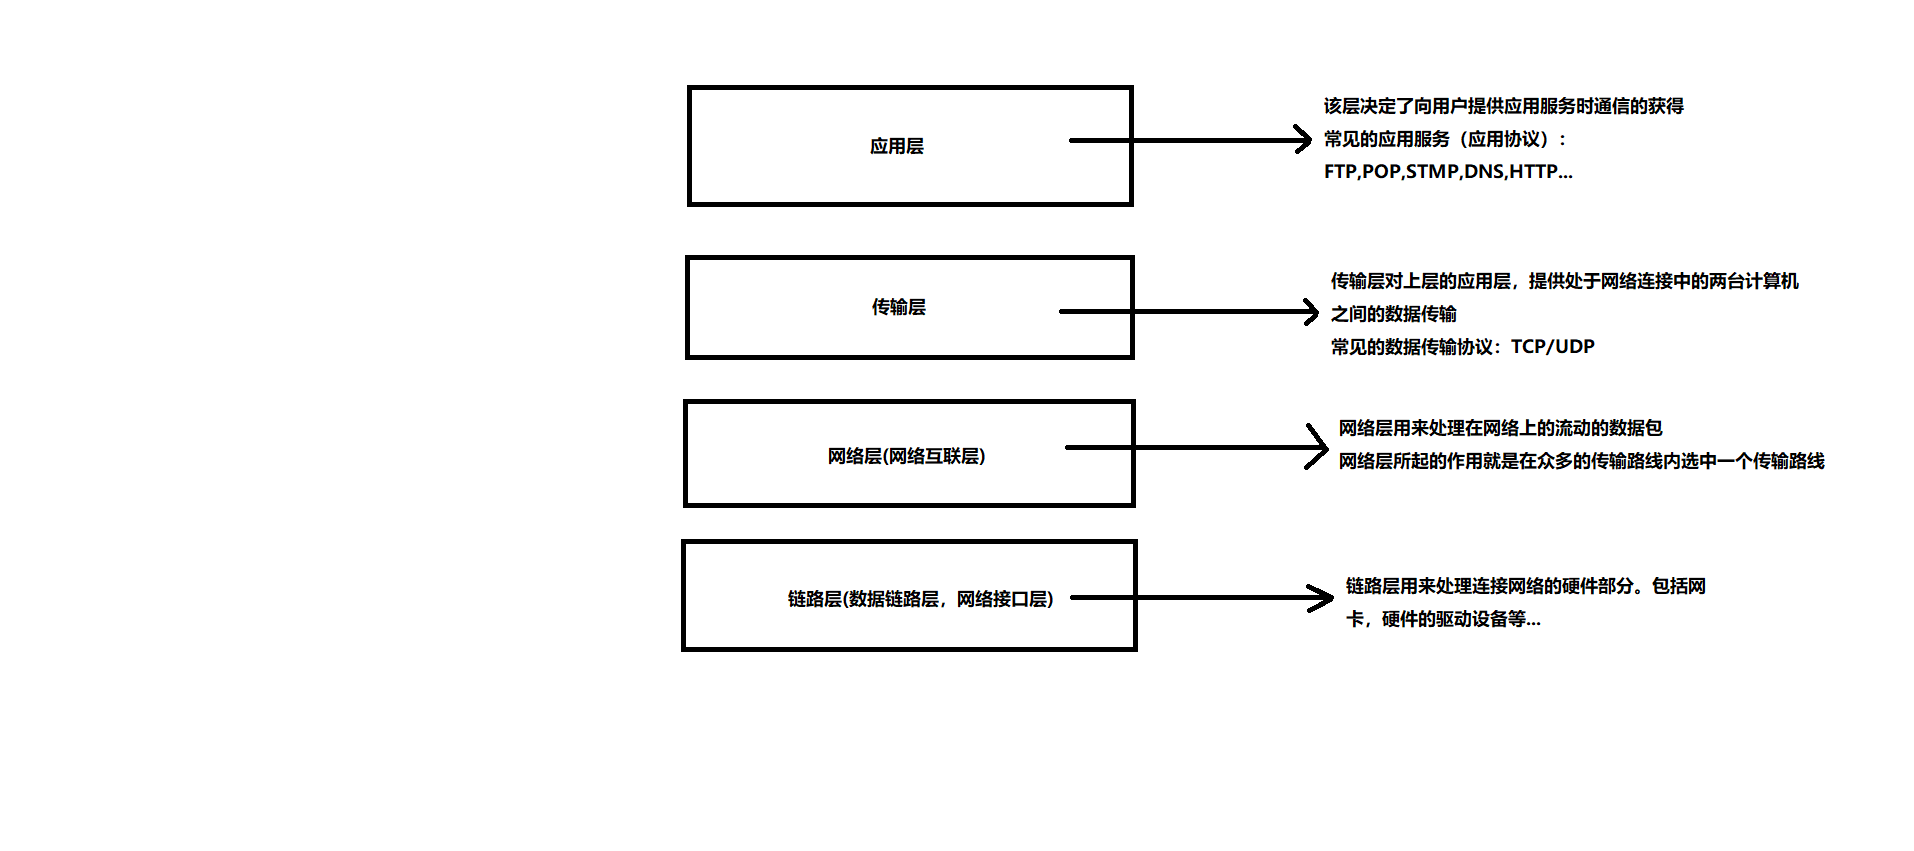 应用层
该层决定了向用户提供应用服务时通信的获得
常见的应用服务（应用协议）：
FTP,POP,STMP,DNS,HTTP...
传输层
传输层对上层的应用层，提供处于网络连接中的两台计算机
之间的数据传输
常见的数据传输协议：TCP/UDP
网络层(网络互联层)
网络层用来处理在网络上的流动的数据包
网络层所起的作用就是在众多的传输路线内选中一个传输路线
链路层(数据链路层，网络接口层)
链路层用来处理连接网络的硬件部分。包括网
卡，硬件的驱动设备等...